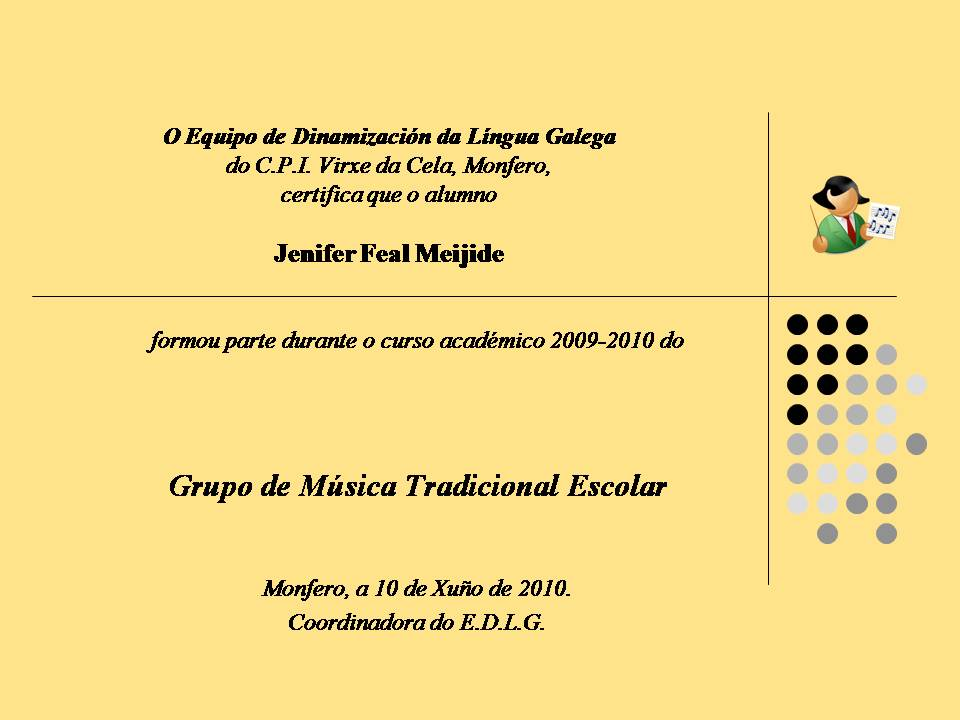 O Equipo de Dinamización da Língua Galega
do C.P.I. Virxe da Cela, Monfero,
certifica que o alumno
Jenifer Feal Meijide
formou parte durante o curso académico 2009-2010 do
Grupo de Música Tradicional Escolar
Monfero, a 10 de Xuño de 2010.
Coordinadora do E.D.L.G.